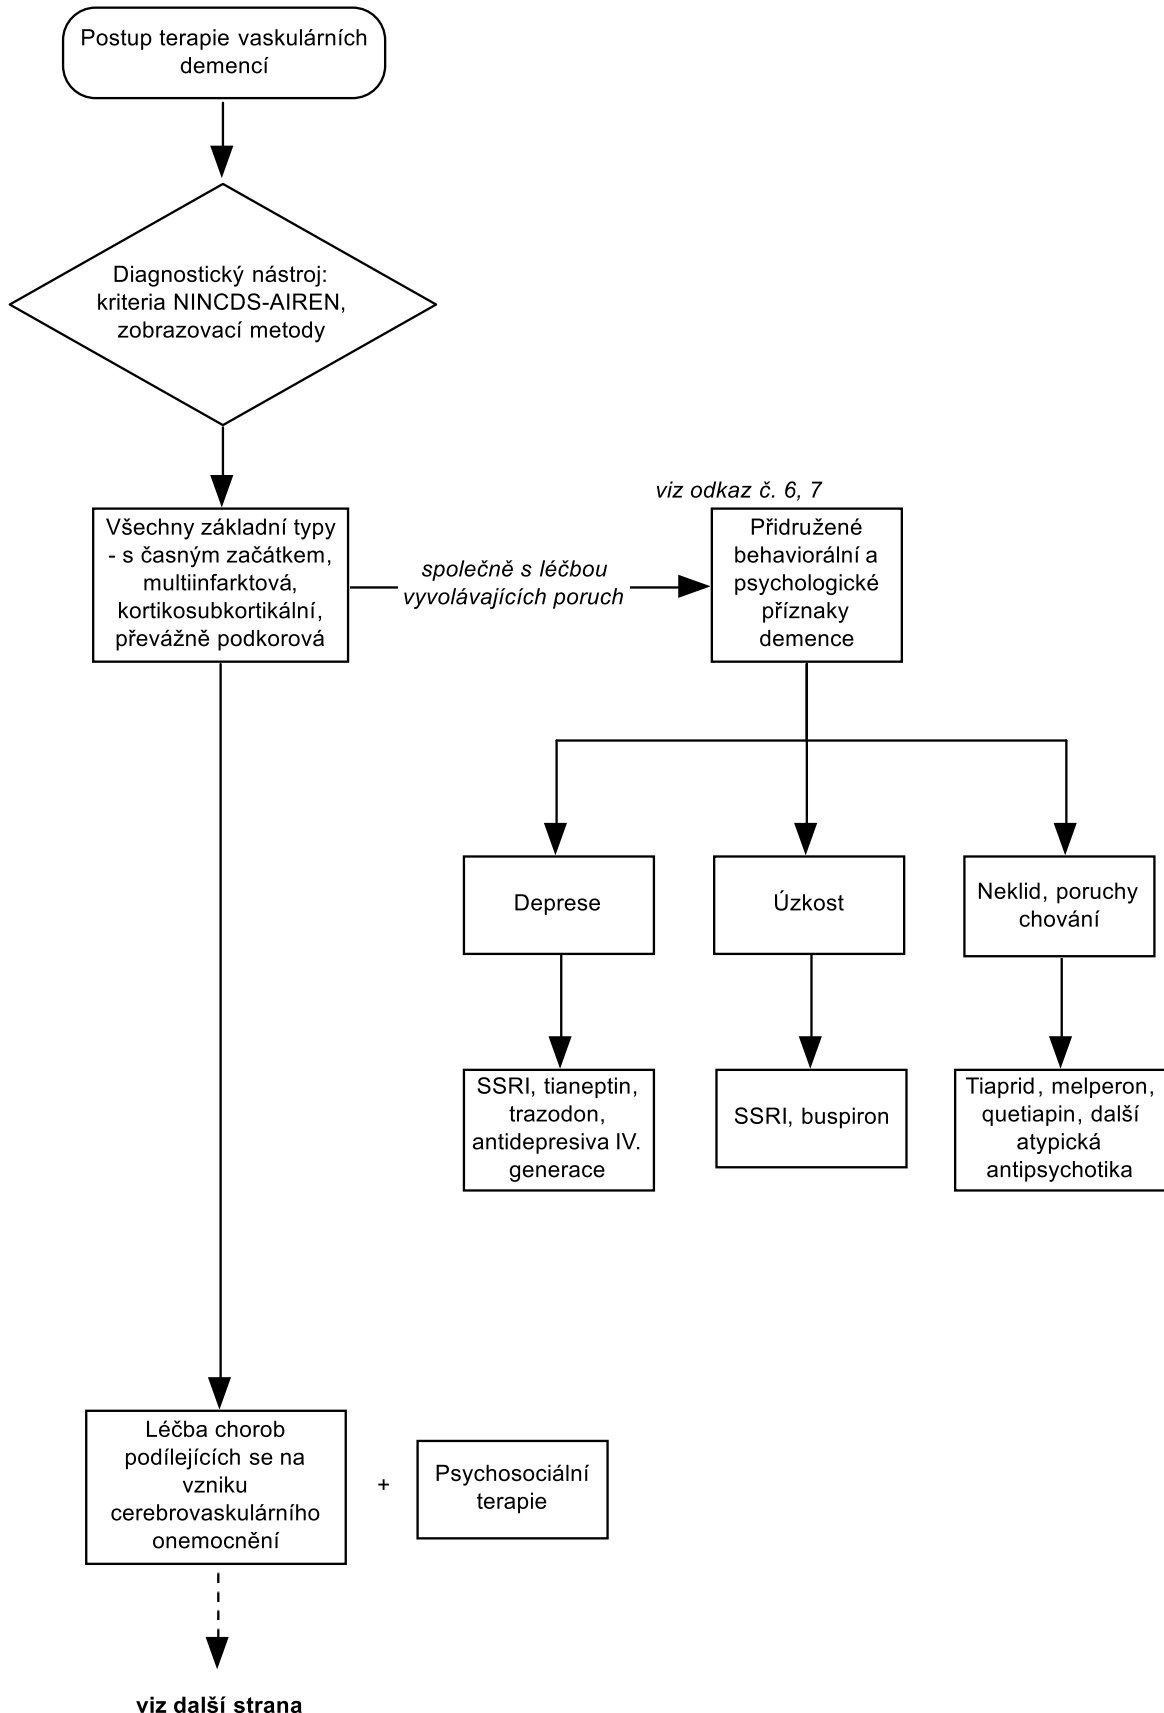 Postup terapie vaskulárních
demencí
Diagnostický nástroj:
kriteria NINCDS-AIREN,
zobrazovací metody
viz odkaz č. 6, 7
Všechny základní typy
- s časným začátkem,
multiinfarktová,
kortikosubkortikální,
převážně podkorová
společně s léčbou
vyvolávajících poruch
Přidružené
behaviorální a
psychologické
příznaky
demence
Deprese
Úzkost
Neklid, poruchy
chování
SSRI, tianeptin,
trazodon,
antidepresiva IV.
generace
SSRI, buspiron
Tiaprid, melperon,
quetiapin, další
atypická
antipsychotika
Léčba chorob
podílejících se na
vzniku
cerebrovaskulárního
onemocnění
+
Psychosociální
terapie
viz další strana